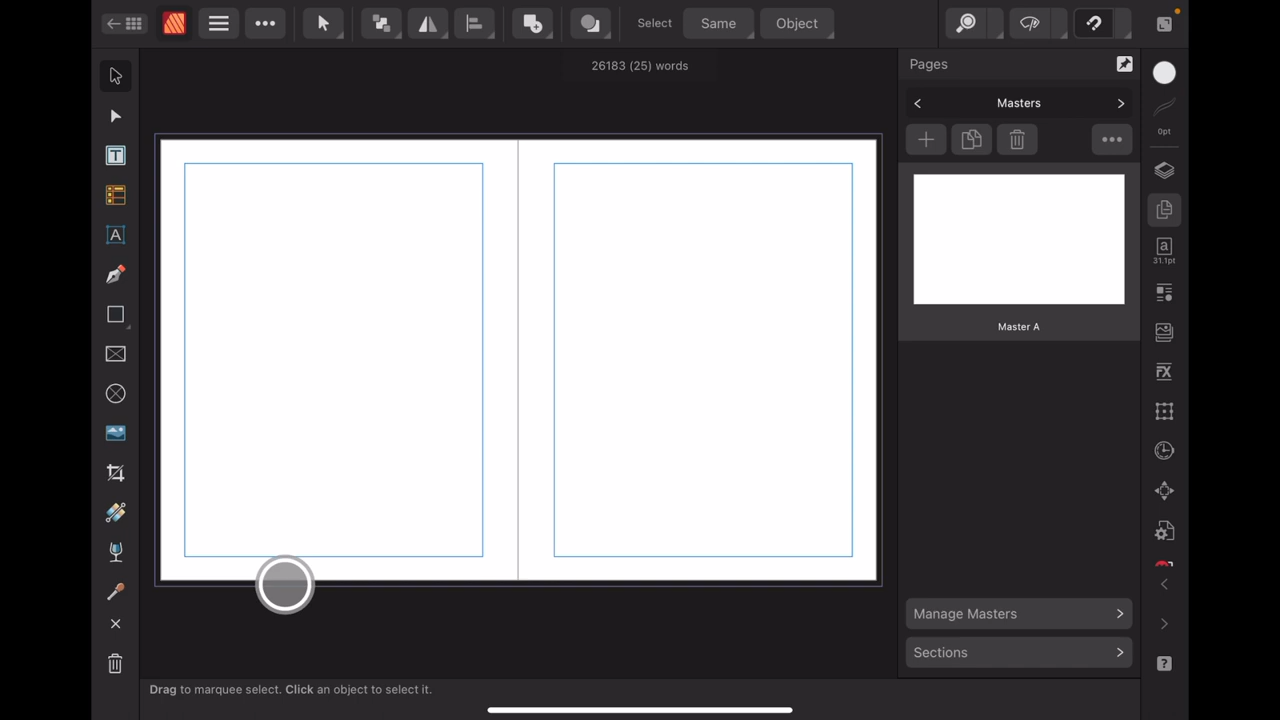 Select
Same
Object
26183 (25) words
Pages
Masters
T
A
0pt
a
31.1pt
FX
Master A
Manage Masters
Sections
?
Drag to marquee select. Click an object to select it.